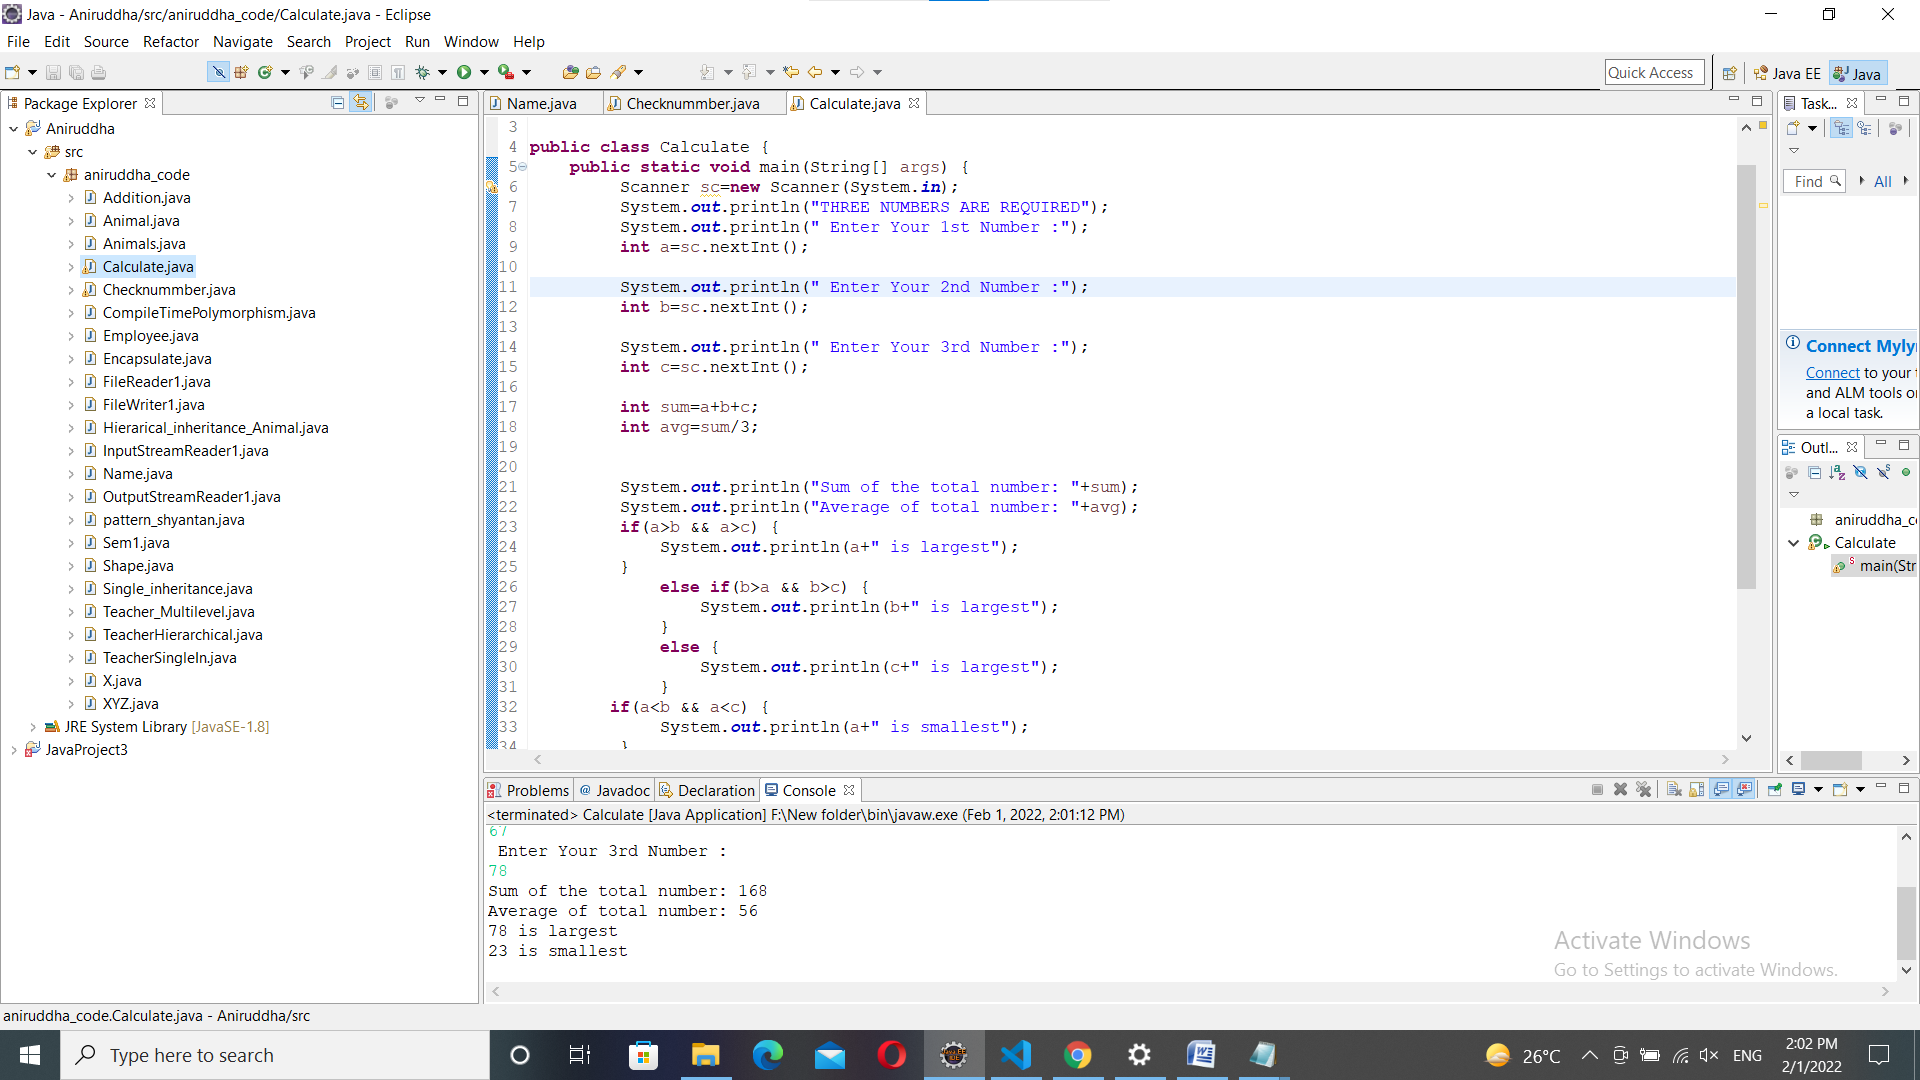 Java - Aniruddha/src/aniruddha_code/Calculate.java - Eclipse
File Edit Source Refactor Navigate Search Project Run Window Help
Quick Access
Java EE
Java
Package Explorer
Aniruddha
src
aniruddha_code
Addition.java
Animal.java
Animals.java
Calculate.java
Checknummber.java
CompileTimePolymorphism.java
Employee.java
Encapsulate.java
FileReader1.java
FileWriter1.java
Hierarical_inheritance_Animal.java
InputStreamReader1.java
Name.java
OutputStreamReader1.java
pattern_shyantan.java
Sem1.java
Shape.java
Single_inheritance.java
Teacher_Multilevel.java
TeacherHierarchical.java
TeacherSingleIn.java
X.java
XYZ.java
JRE System Library [JavaSE-1.8]
JavaProject3
Name.java Checknummber.java Calculate.java
3
4 public class Calculate {
5 public static void main(String[] args) {
6 Scanner sc=new Scanner(System.in);
7 System.out.println("THREE NUMBERS ARE REQUIRED");
8 System.out.println(" Enter Your 1st Number :");
9 int a=sc.nextInt();
10
11 System.out.println(" Enter Your 2nd Number :");
12 int b=sc.nextInt();
13
14 System.out.println(" Enter Your 3rd Number :");
15 int c=sc.nextInt();
16
17 int sum=a+b+c;
18 int avg=sum/3;
19
20
21 System.out.println("Sum of the total number: "+sum);
22 System.out.println("Average of total number: "+avg);
23 if(a>b && a>c) {
24 System.out.println(a+" is largest");
25 }
26 else if(b>a && b>c) {
27 System.out.println(b+" is largest");
28 }
29 else {
30 System.out.println(c+" is largest");
31 }
32 if(a<b && a<c) {
33 System.out.println(a+" is smallest");
34 }
Task...
Find
All
Connect Myly
Connect to your t
and ALM tools o
a local task.
Outl...
aniruddha_c
Calculate
main(Str
Problems @ Javadoc Declaration Console
<terminated> Calculate [Java Application] F:\New folder\bin\javaw.exe (Feb 1, 2022, 2:01:12 PM)
67
Enter Your 3rd Number :
78
Sum of the total number: 168
Average of total number: 56
78 is largest
23 is smallest
Activate Windows
Go to Settings to activate Windows.
aniruddha_code.Calculate.java - Aniruddha/src
Type here to search
26°C
ENG
2:02 PM
2/1/2022